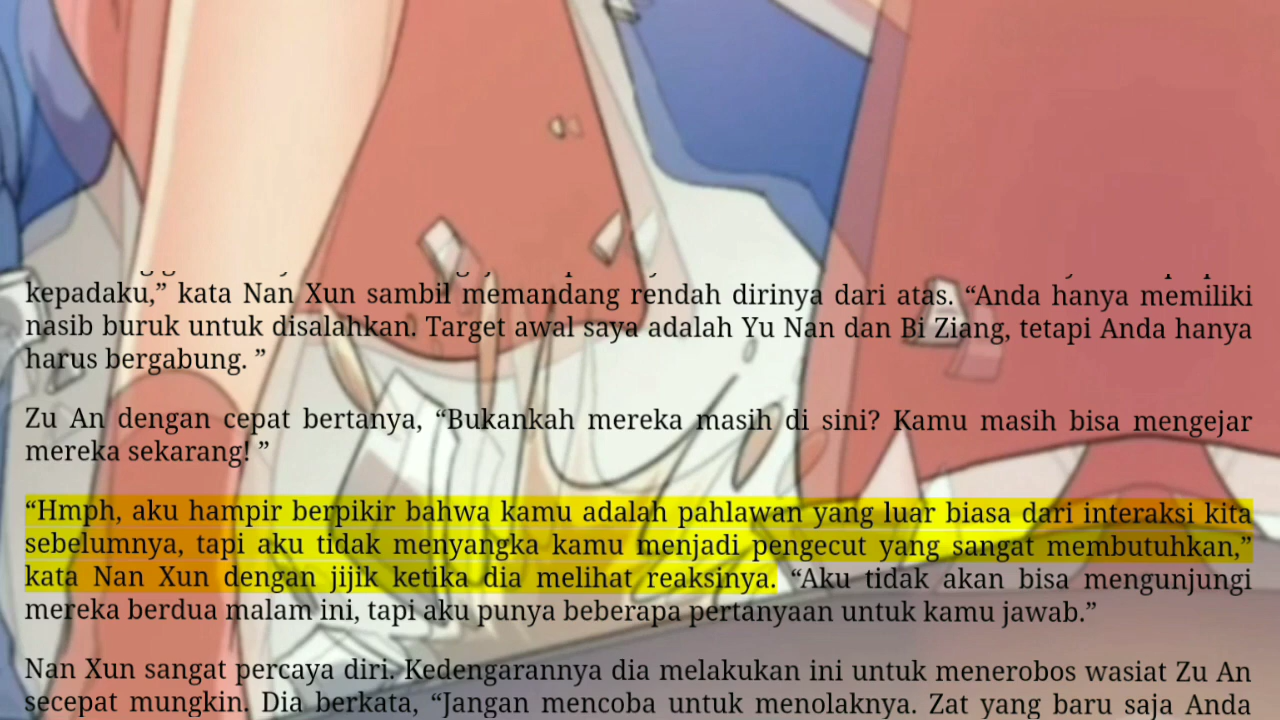 kepadaku,” kata Nan Xun sambil memandang rendah dirinya dari atas. “Anda hanya memiliki
nasib buruk untuk disalahkan. Target awal saya adalah Yu Nan dan Bi Ziang, tetapi Anda hanya
harus bergabung. ”
Zu An dengan cepat bertanya, “Bukankah mereka masih di sini? Kamu masih bisa mengejar
mereka sekarang! ”
“Hmph, aku hampir berpikir bahwa kamu adalah pahlawan yang luar biasa dari interaksi kita
sebelumnya, tapi aku tidak menyangka kamu menjadi pengecut yang sangat membutuhkan,”
kata Nan Xun dengan jijik ketika dia melihat reaksinya. “Aku tidak akan bisa mengunjungi
mereka berdua malam ini, tapi aku punya beberapa pertanyaan untuk kamu jawab.”
Nan Xun sangat percaya diri. Kedengarannya dia melakukan ini untuk menerobos wasiat Zu An
secepat mungkin. Dia berkata, “Jangan mencoba untuk menolaknya. Zat yang baru saja Anda